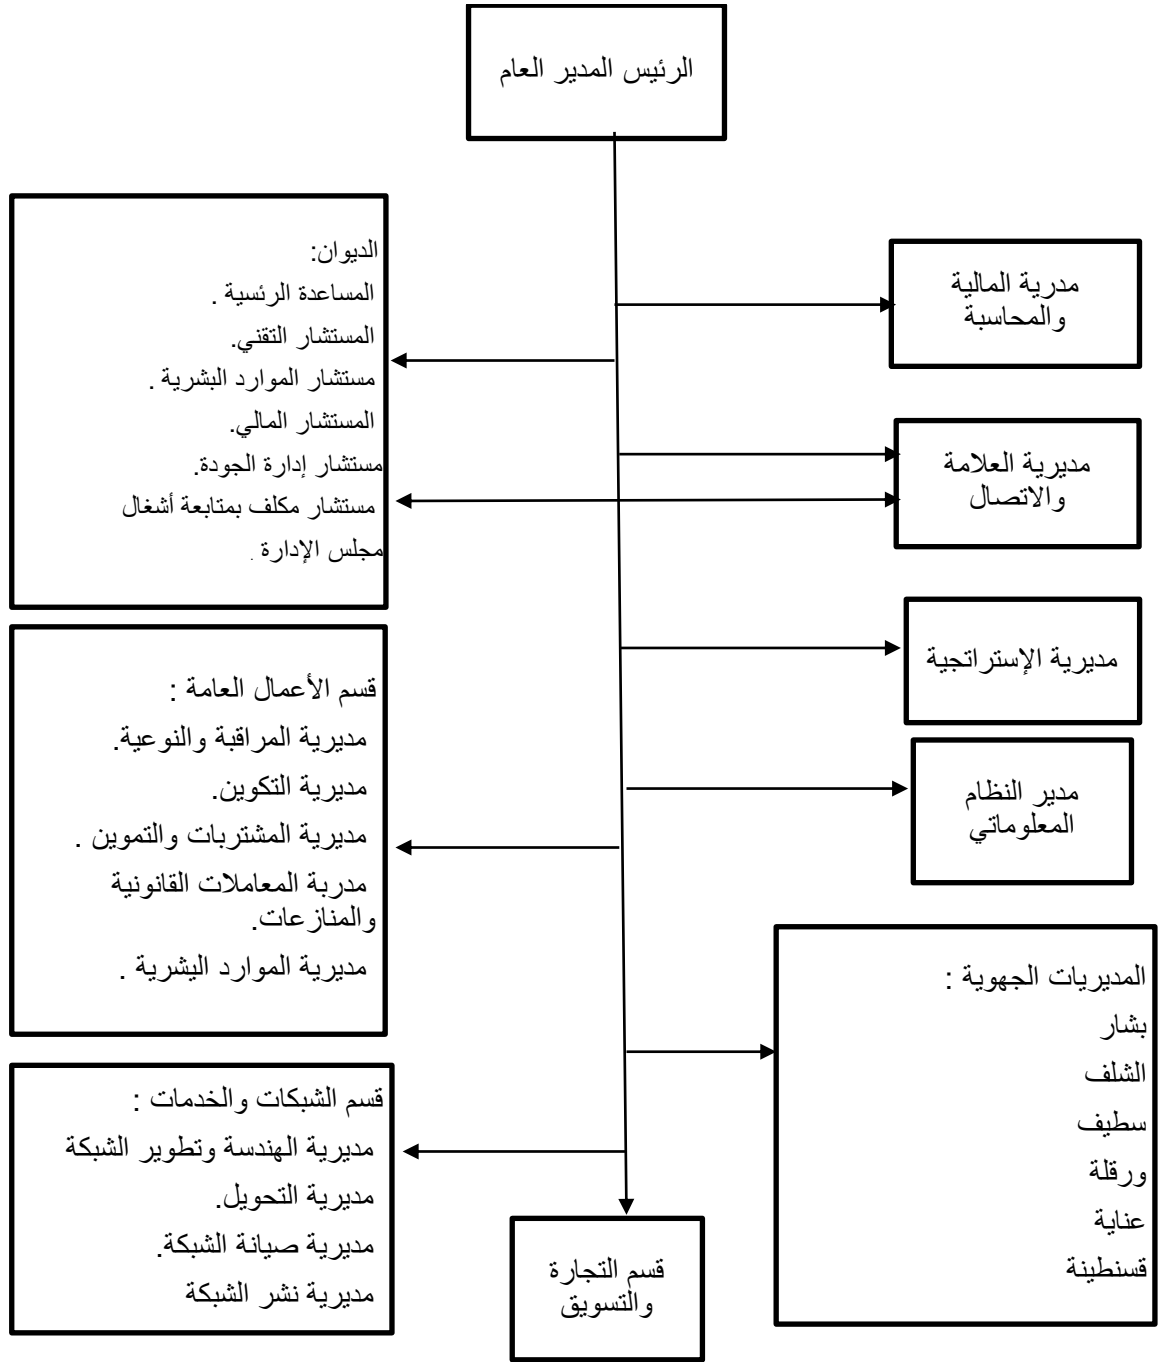 الرئيس المدير العام
الديوان:
المساعدة الرئسية .
المستشار التقني.
مستشار الموارد البشرية .
المستشار المالي.
مستشار إدارة الجودة.
مستشار مكلف بمتابعة أشغال
مجلس الإدارة .
مدرية المالية
والمحاسبة
مديرية العلامة
والاتصال
مديرية الإستراتجية
مدير النظام
المعلوماتي
قسم الأعمال العامة :
مديرية المراقبة والنوعية.
مديرية التكوين.
مديرية المشتربات والتموين .
مدربة المعاملات القانونية
والمنازعات.
مديرية الموارد اليشرية .
المديريات الجهوية :
بشار
الشلف
سطيف
ورقلة
عناية
قسنطينة
قسم الشبكات والخدمات :
مديرية الهندسة وتطوير الشبكة
مديرية التحويل.
مديرية صيانة الشبكة.
مديرية نشر الشبكة
قسم التجارة
والتسويق